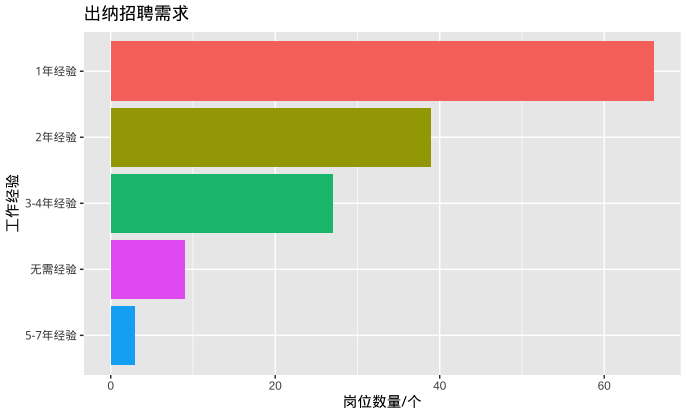 出纳招聘需求
工作经验
1年经验
2年经验
3-4年经验
无需经验
5-7年经验
0 20 40 60
岗位数量/个